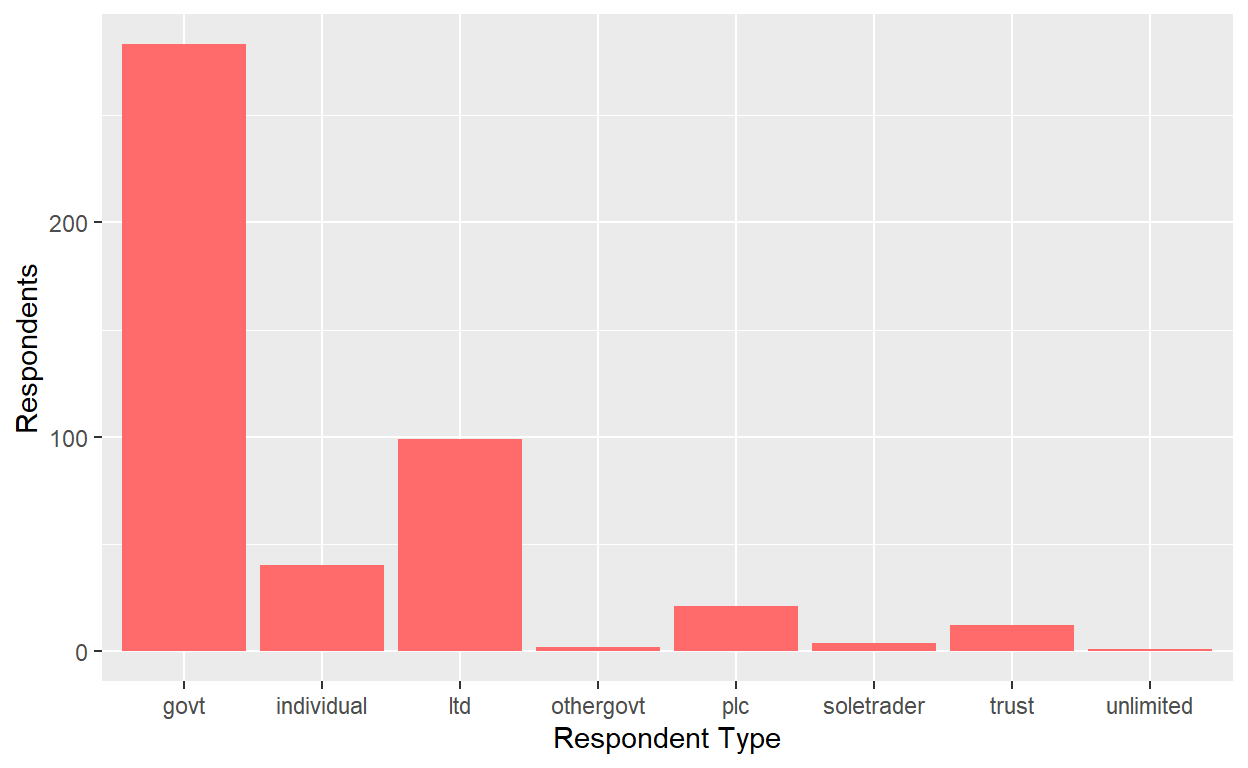 Respondents
200
100
0
govt individual ltd othergovt plc soletrader trust unlimited
Respondent Type